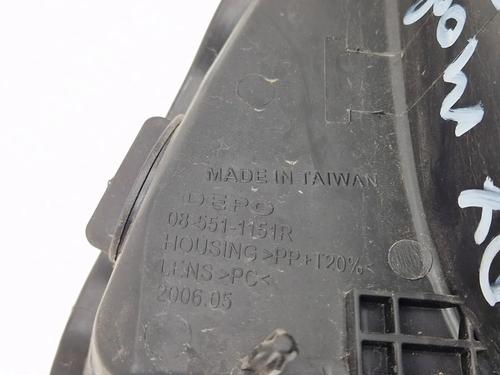 MADE IN TAIWAN
DEPO
08-551-1151R
HOUSING >PP+T20%<
LENS >PC<
2006.05